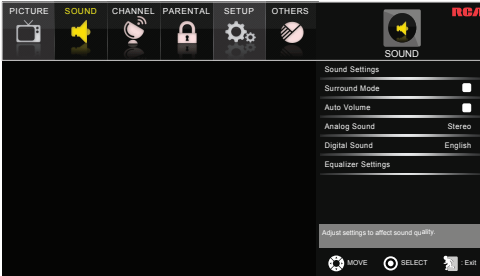 PICTURE SOUND CHANNEL PARENTAL SETUP OTHERS
RCA
SOUND
Sound Settings
Surround Mode
Auto Volume
Analog Sound Stereo
Digital Sound English
Equalizer Settings
Adjust settings to affect sound quality.
MOVE SELECT : Exit